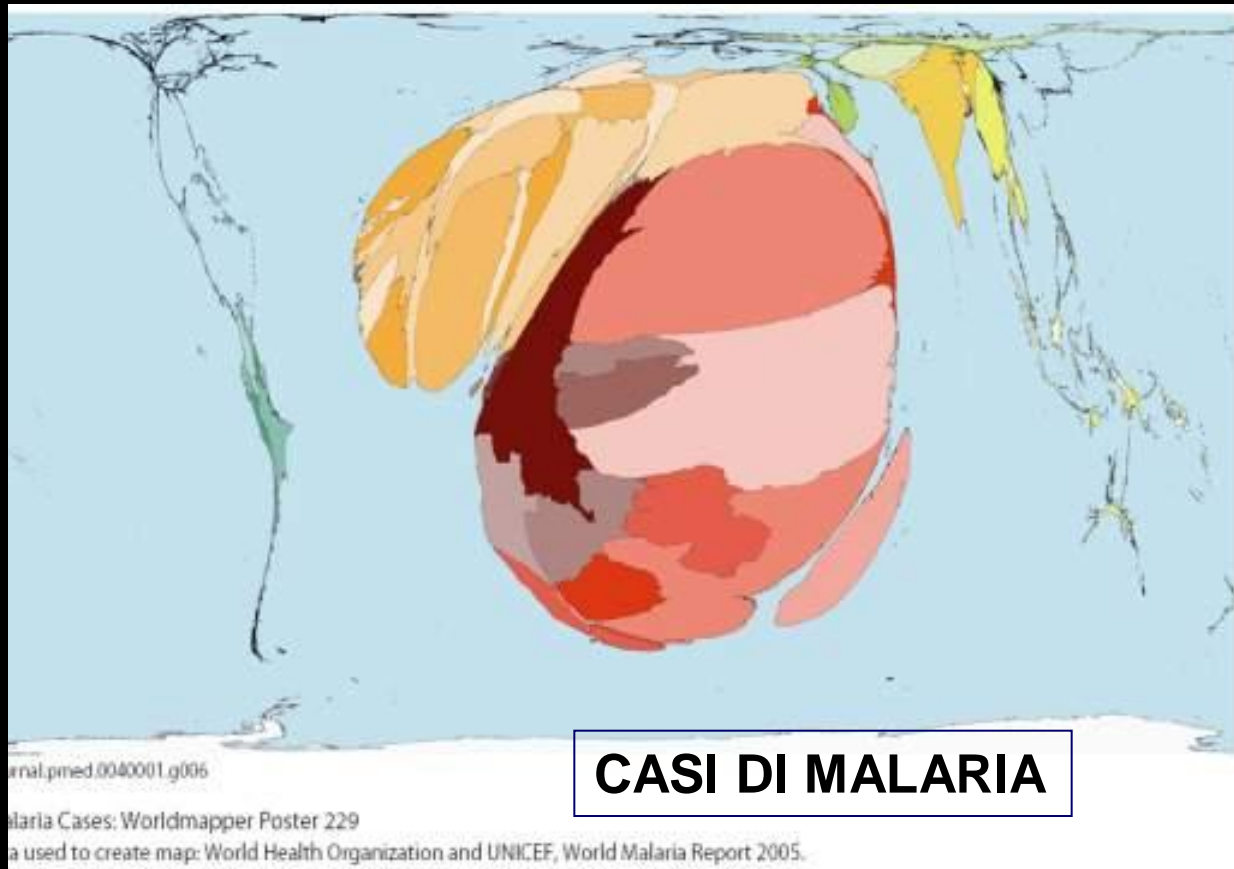 CASI DI MALARIA
urnal.pmed.0040001.g006
alaria Cases: Worldmapper Poster 229
a used to create map: World Health Organization and UNICEF, World Malaria Report 2005.